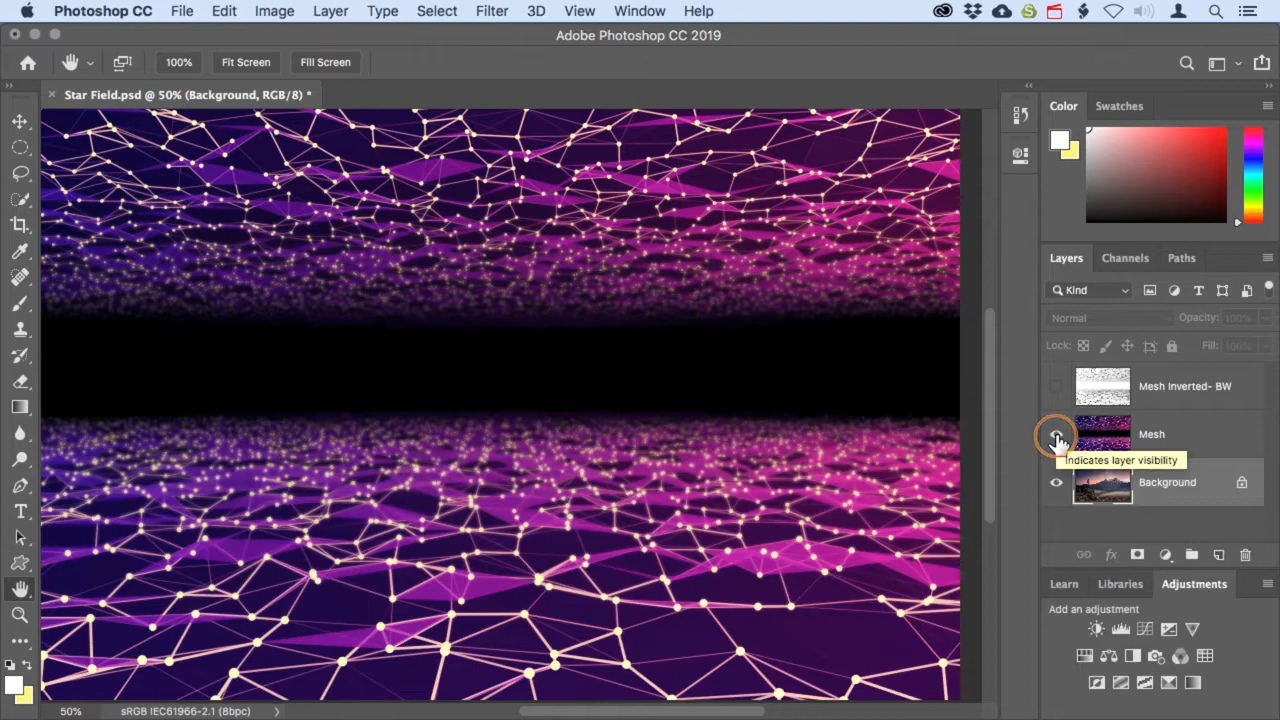 Photoshop CC File Edit Image Layer Type Select Filter 3D View Window Help
Adobe Photoshop CC 2019
100% Fit Screen Fill Screen
Star Field.psd @ 50% (Background, RGB/8) *
Color Swatches
Layers Channels Paths
Kind
Normal Opacity: 100%
Lock: Fill: 100%
Mesh Inverted- BW
Mesh
Indicates layer visibility
Background
Learn Libraries Adjustments
Add an adjustment
50% sRGB IEC61966-2.1 (8bpc)